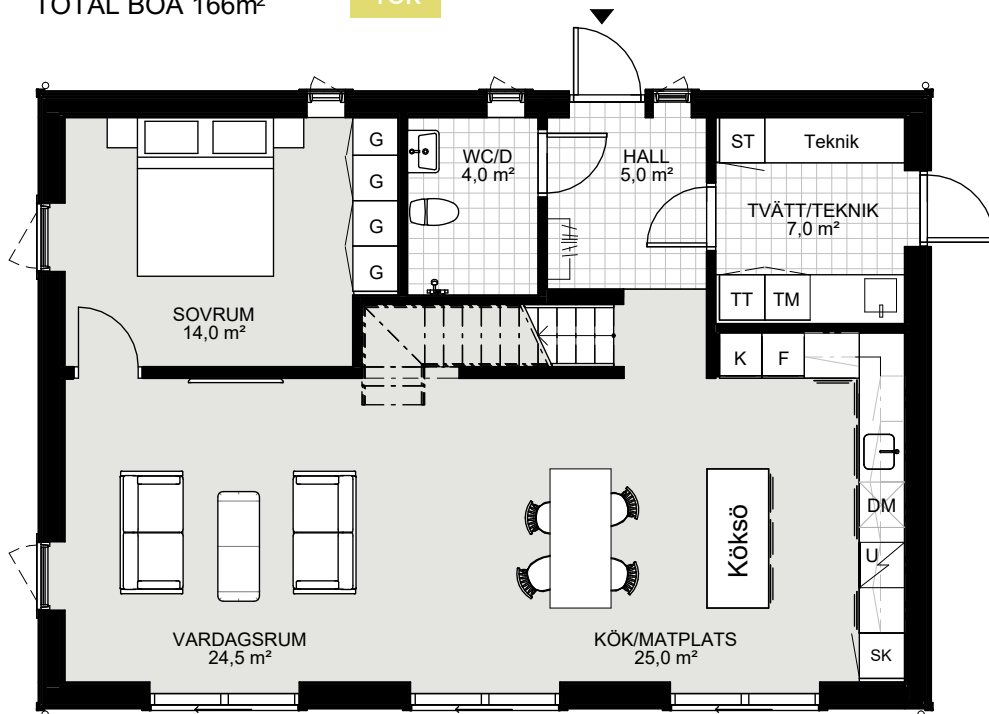 TOTAL BOA 166m²
G
G
G
G
WC/D
4,0 m²
HALL
5,0 m²
ST
Teknik
TVÄTT/TEKNIK
7,0 m²
TT
TM
SOVRUM
14,0 m²
K
F
DM
U
SK
Köksö
VARDAGSRUM
24,5 m²
KÖK/MATPLATS
25,0 m²